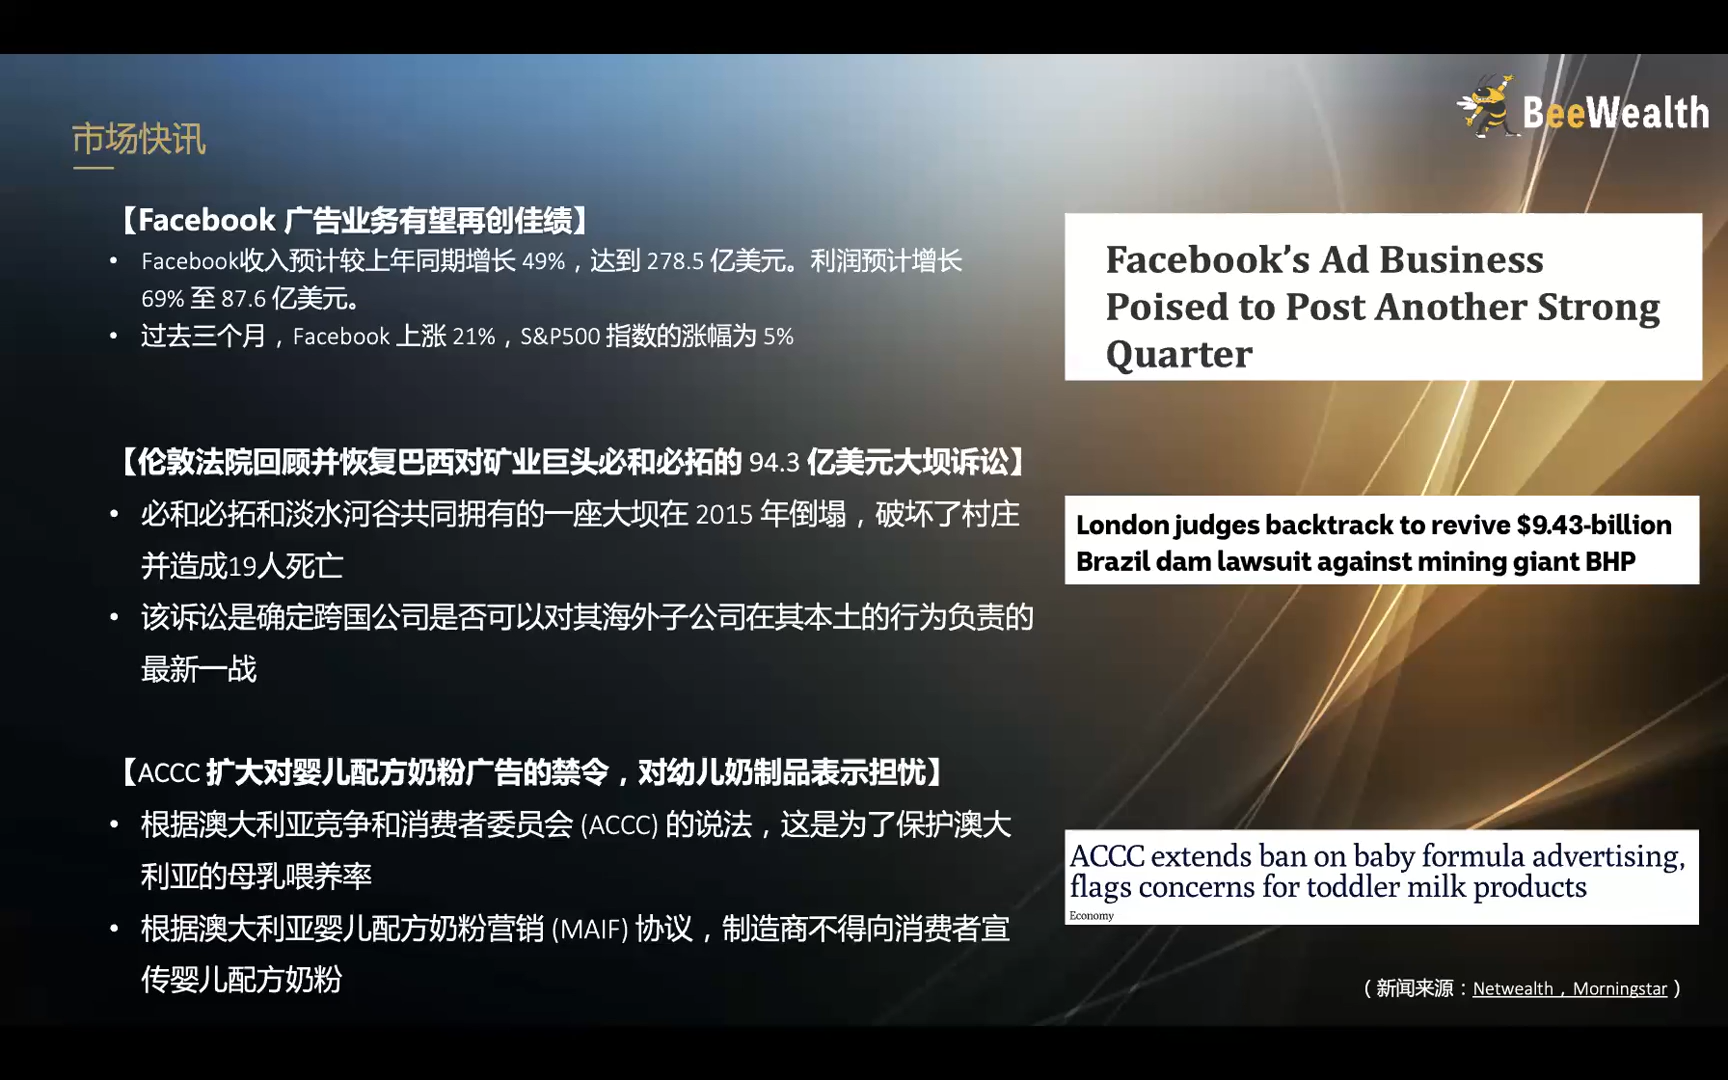 市场快讯
BeeWealth
【Facebook 广告业务有望再创佳绩】
• Facebook收入预计较上年同期增长 49%，达到 278.5 亿美元。利润预计增长
69% 至 87.6 亿美元。
• 过去三个月，Facebook 上涨 21%，S&P500 指数的涨幅为 5%
Facebook’s Ad Business
Poised to Post Another Strong
Quarter
【伦敦法院回顾并恢复巴西对矿业巨头必和必拓的 94.3 亿美元大坝诉讼】
• 必和必拓和淡水河谷共同拥有的一座大坝在 2015 年倒塌，破坏了村庄
并造成19人死亡
• 该诉讼是确定跨国公司是否可以对其海外子公司在其本土的行为负责的
最新一战
London judges backtrack to revive $9.43-billion
Brazil dam lawsuit against mining giant BHP
【ACCC 扩大对婴儿配方奶粉广告的禁令，对幼儿奶制品表示担忧】
• 根据澳大利亚竞争和消费者委员会 (ACCC) 的说法，这是为了保护澳大
利亚的母乳喂养率
• 根据澳大利亚婴儿配方奶粉营销 (MAIF) 协议，制造商不得向消费者宣
传婴儿配方奶粉
ACCC extends ban on baby formula advertising,
flags concerns for toddler milk products
Economy
（新闻来源：Netwealth，Morningstar）